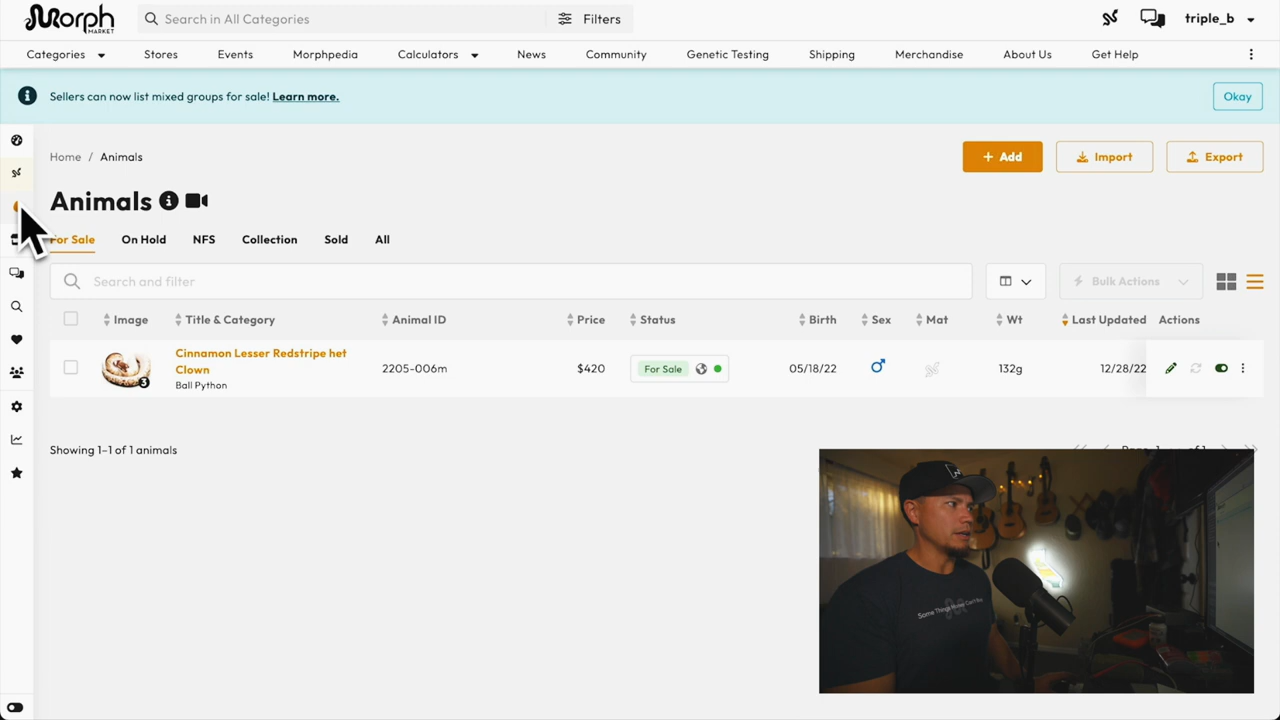 Morph
MARKET
Search in All Categories
Filters
triple_b
Categories
Stores
Events
Morphpedia
Calculators
News
Community
Genetic Testing
Shipping
Merchandise
About Us
Get Help
Sellers can now list mixed groups for sale! Learn more.
Okay
Home / Animals
+ Add
Import
Export
Animals
For Sale
On Hold
NFS
Collection
Sold
All
Search and filter
Bulk Actions
Image
Title & Category
Animal ID
Price
Status
Birth
Sex
Mat
Wt
Last Updated
Actions
3
Cinnamon Lesser Redstripe het
Clown
Ball Python
2205-006m
$420
For Sale
05/18/22
132g
12/28/22
Showing 1–1 of 1 animals
Some Things